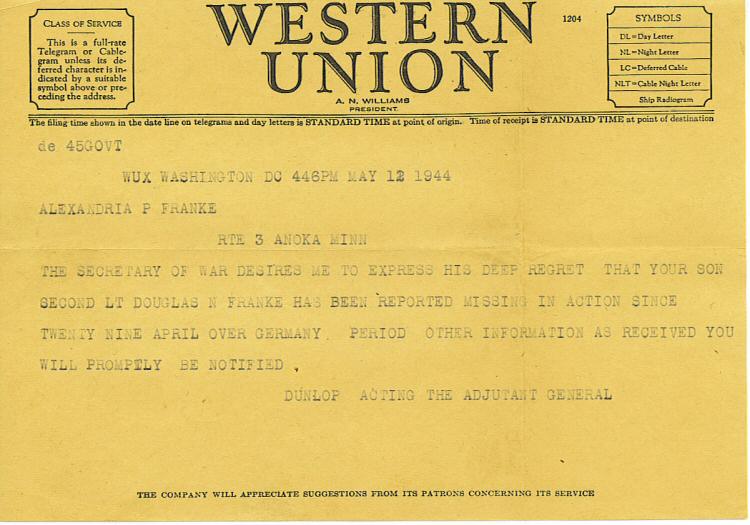 CLASS OF SERVICE
This is a full-rate
Telegram or Cable-
gram unless its de-
ferred character is in-
dicated by a suitable
symbol above or pre-
ceding the address.
WESTERN
UNION
A. N. WILLIAMS
PRESIDENT
1204
SYMBOLS
DL=Day Letter
NL=Night Letter
LC=Deferred Cable
NLT=Cable Night Letter
Ship Radiogram
The filing time shown in the date line on telegrams and day letters is STANDARD TIME at point of origin. Time of receipt is STANDARD TIME at point of destination
de 45GOVT
WUX WASHINGTON DC 446PM MAY 12 1944
ALEXANDRIA P FRANKE
RTE 3 ANOKA MINN
THE SECRETARY OF WAR DESIRES ME TO EXPRESS HIS DEEP REGRET THAT YOUR SON
SECOND LT DOUGLAS N FRANKE HAS BEEN REPORTED MISSING IN ACTION SINCE
TWENTY NINE APRIL OVER GERMANY PERIOD OTHER INFORMATION AS RECEIVED YOU
WILL PROMPTLY BE NOTIFIED .
DUNLOP ACTING THE ADJUTANT GENERAL
THE COMPANY WILL APPRECIATE SUGGESTIONS FROM ITS PATRONS CONCERNING ITS SERVICE